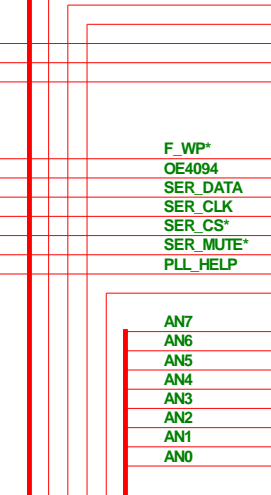 F_WP*
OE4094
SER_DATA
SER_CLK
SER_CS*
SER_MUTE*
PLL_HELP
AN7
AN6
AN5
AN4
AN3
AN2
AN1
AN0